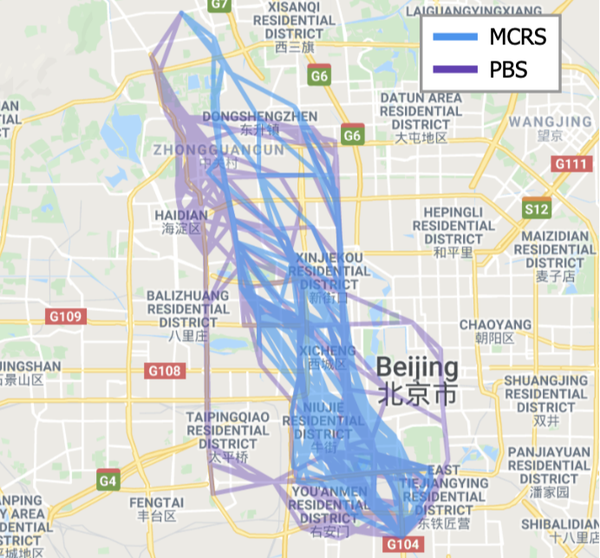 G7
XISANQI
RESIDENTIAL
DISTRICT
西三旗
LAIGUANGYINGXIANG
MCRS
PBS
G6
DATUN AREA
RESIDENTIAL
DISTRICT
大屯地区
DONGSHENGZHEN
东升镇
G6
WANGJING
望京
ZHONGGUANCUN
中关村
G111
HAIDIAN
海淀区
S12
HEPINGLI
RESIDENTIAL
DISTRICT
和平里
MAIZIDIAN
RESIDENTIAL
DISTRICT
麦子店
XINJIEKOU
RESIDENTIAL
DISTRICT
新街口
BALIZHUANG
RESIDENTIAL
DISTRICT
八里庄
G109
CHAOYANG
朝阳区
XICHENG
西城区
JINGSHAN
石景山区
G108
Beijing
北京市
SHUANGJING
RESIDENTIAL
DISTRICT
双井
NIUJIE
RESIDENTIAL
DISTRICT
牛街
TAIPINGQIAO
RESIDENTIAL
DISTRICT
太平桥
PANJIAYUAN
RESIDENTIAL
DISTRICT
潘家园
G4
EAST
TIEJIANGYING
RESIDENTIAL
DISTRICT
东铁匠营
YOU'ANMEN
RESIDENTIAL
DISTRICT
右安门
FENGTAI
丰台区
ANPING
Y AREA
DENTIAL
DISTRICT
平城地区
SHIBALIDIAN
十八里店
G104